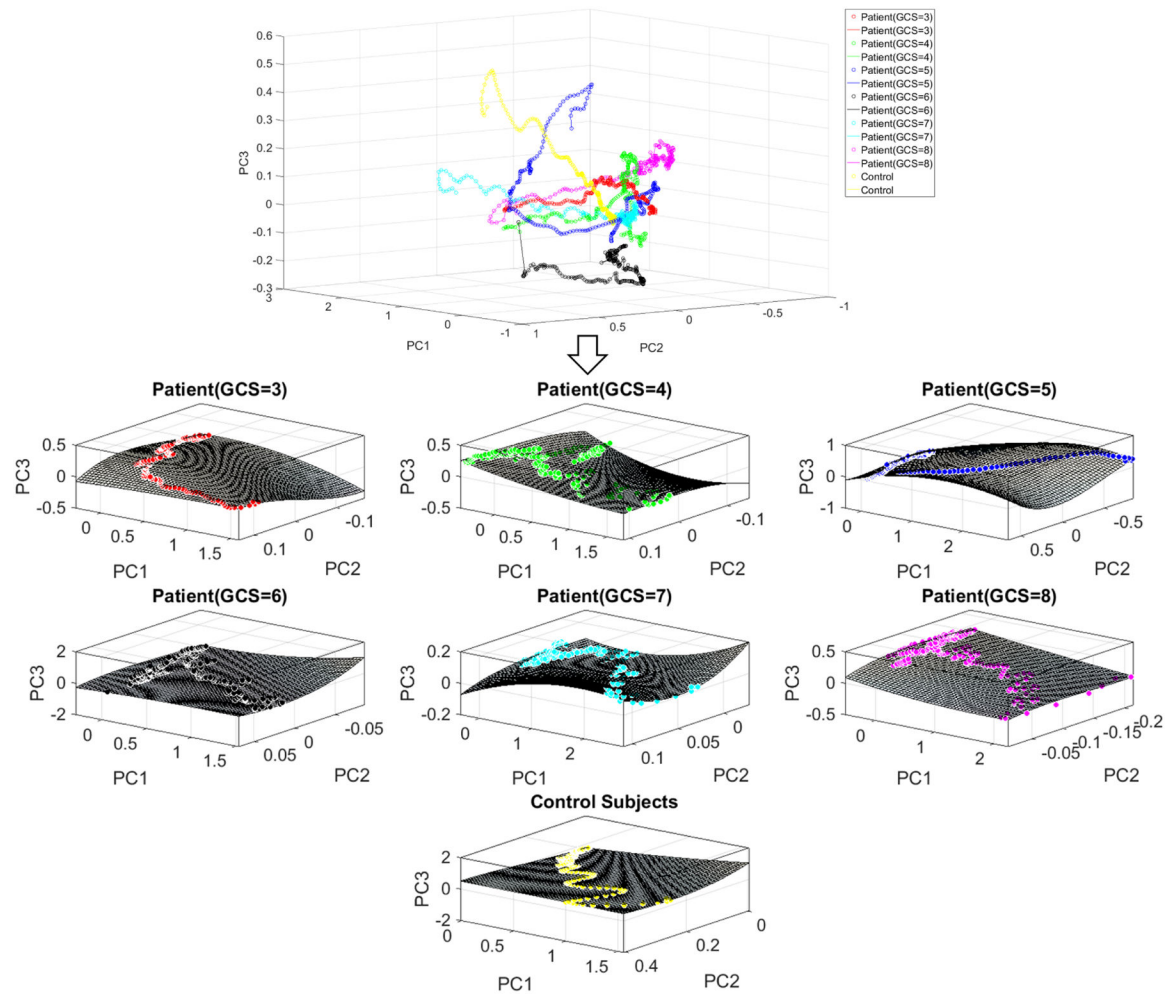 0.6
0.5
0.4
0.3
0.2
0.1
0
-0.1
-0.2
-0.3
PC3
3
2
1
0
-1
PC1
1
0.5
0
-0.5
-1
PC2
Patient(GCS=3)
Patient(GCS=3)
Patient(GCS=4)
Patient(GCS=4)
Patient(GCS=5)
Patient(GCS=5)
Patient(GCS=6)
Patient(GCS=6)
Patient(GCS=7)
Patient(GCS=7)
Patient(GCS=8)
Patient(GCS=8)
Control
Control
Patient(GCS=3)
0.5
0
-0.5
PC3
0
0.5
1
1.5
PC1
0.1
0
-0.1
PC2
Patient(GCS=4)
0.5
0
-0.5
PC3
0
0.5
1
1.5
PC1
0.1
0
-0.1
PC2
Patient(GCS=5)
1
0
-1
PC3
0
1
2
PC1
0.5
0
-0.5
PC2
Patient(GCS=6)
2
0
-2
PC3
0
0.5
1
1.5
PC1
0.05
0
-0.05
PC2
Patient(GCS=7)
0.2
0
-0.2
PC3
0
1
2
PC1
0.1
0.05
0
PC2
Patient(GCS=8)
0.5
0
-0.5
PC3
0
1
2
PC1
-0.05
-0.1
-0.15
-0.2
PC2
Control Subjects
2
0
-2
PC3
0
0.5
1
1.5
PC1
0.4
0.2
0
PC2